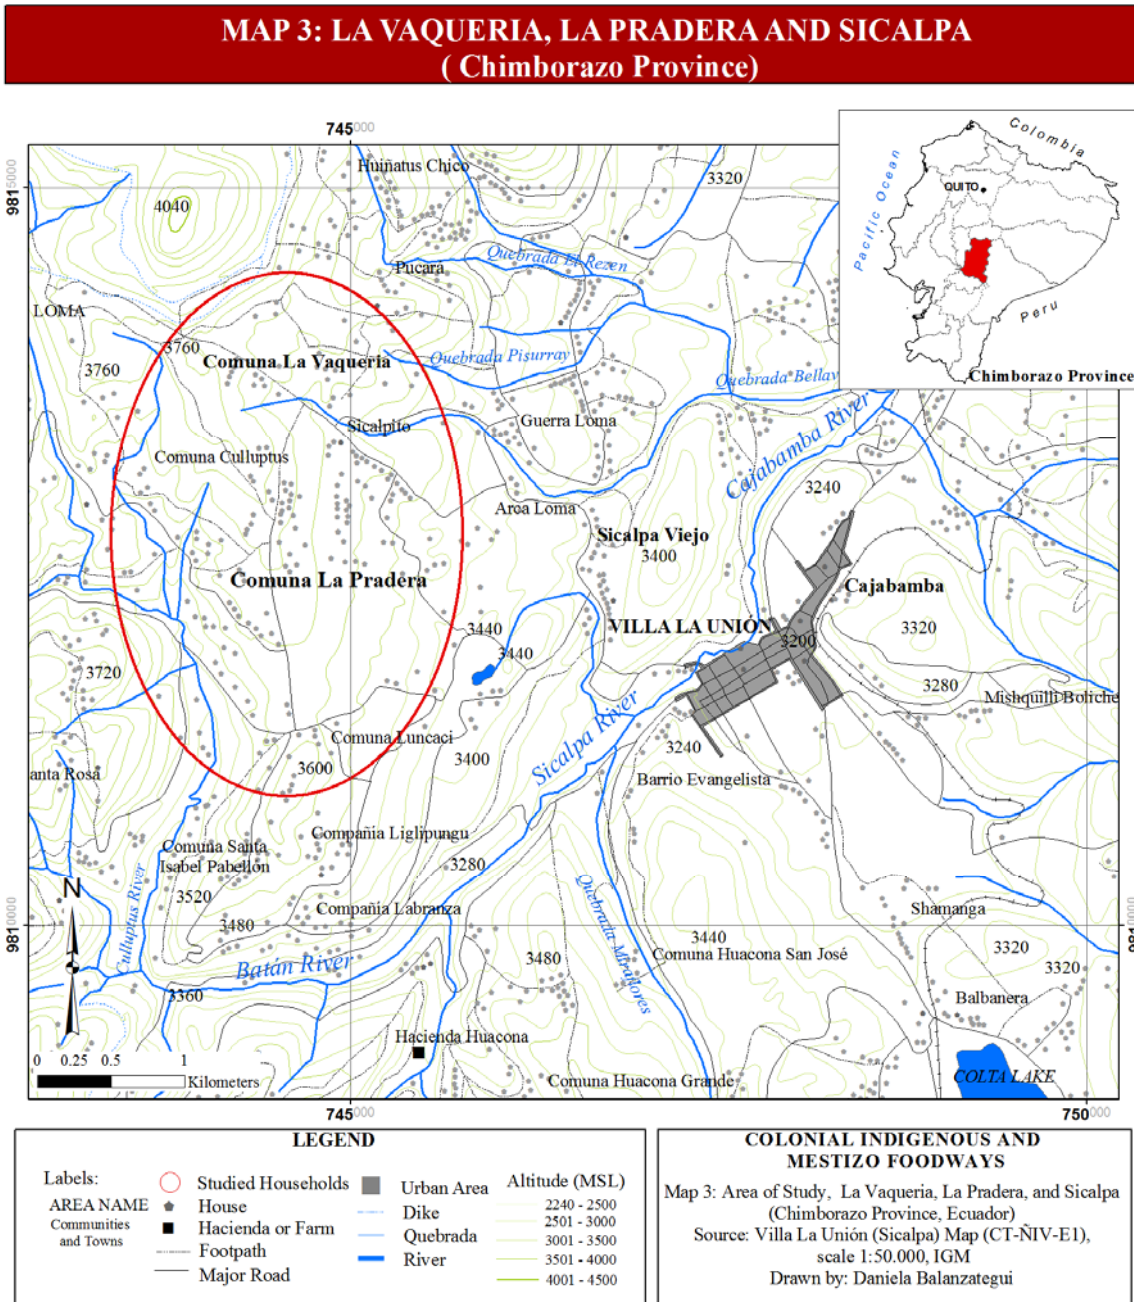 MAP 3: LA VAQUERIA, LA PRADERA AND SICALPA
( Chimborazo Province)
745000
Colombia
Pacific Ocean
QUITO
Peru
Chimborazo Province
9815000
Huiñatus Chico
3320
4040
Quebrada El Rezen
Pucara
LOMA
3760
3760
Comuna La Vaqueria
Quebrada Pisurray
Quebrada Bellav
Cajabamba River
Sicalpito
Guerra Loma
Comuna Culluptus
3240
Area Loma
Sicalpa Viejo
3400
Comuna La Pradera
Cajabamba
3440
VILLA LA UNIÓN
3320
3200
3440
3720
3280
Mishquilli Boliche
Sicalpa River
Comuna Luncaci
3240
3400
3600
anta Rosa
Barrio Evangelista
Compañia Liglipungu
Comuna Santa
Isabel Pabellón
3280
Culluptus River
N
3520
Quebrada Miraflores
Compañia Labranza
Shamanga
3480
3440
3320
9810000
9810000
Comuna Huacona San José
3480
Batán River
3320
3360
Balbanera
Hacienda Huacona
0 0.25 0.5 1
Kilometers
Comuna Huacona Grande
COLTA LAKE
745000
750000
LEGEND
Labels:
AREA NAME
Communities
and Towns
Studied Households
House
Hacienda or Farm
Footpath
Major Road
Urban Area
Dike
Quebrada
River
Altitude (MSL)
2240 - 2500
2501 - 3000
3001 - 3500
3501 - 4000
4001 - 4500
COLONIAL INDIGENOUS AND
MESTIZO FOODWAYS
Map 3: Area of Study, La Vaqueria, La Pradera, and Sicalpa
(Chimborazo Province, Ecuador)
Source: Villa La Unión (Sicalpa) Map (CT-ÑIV-E1),
scale 1:50.000, IGM
Drawn by: Daniela Balanzategui